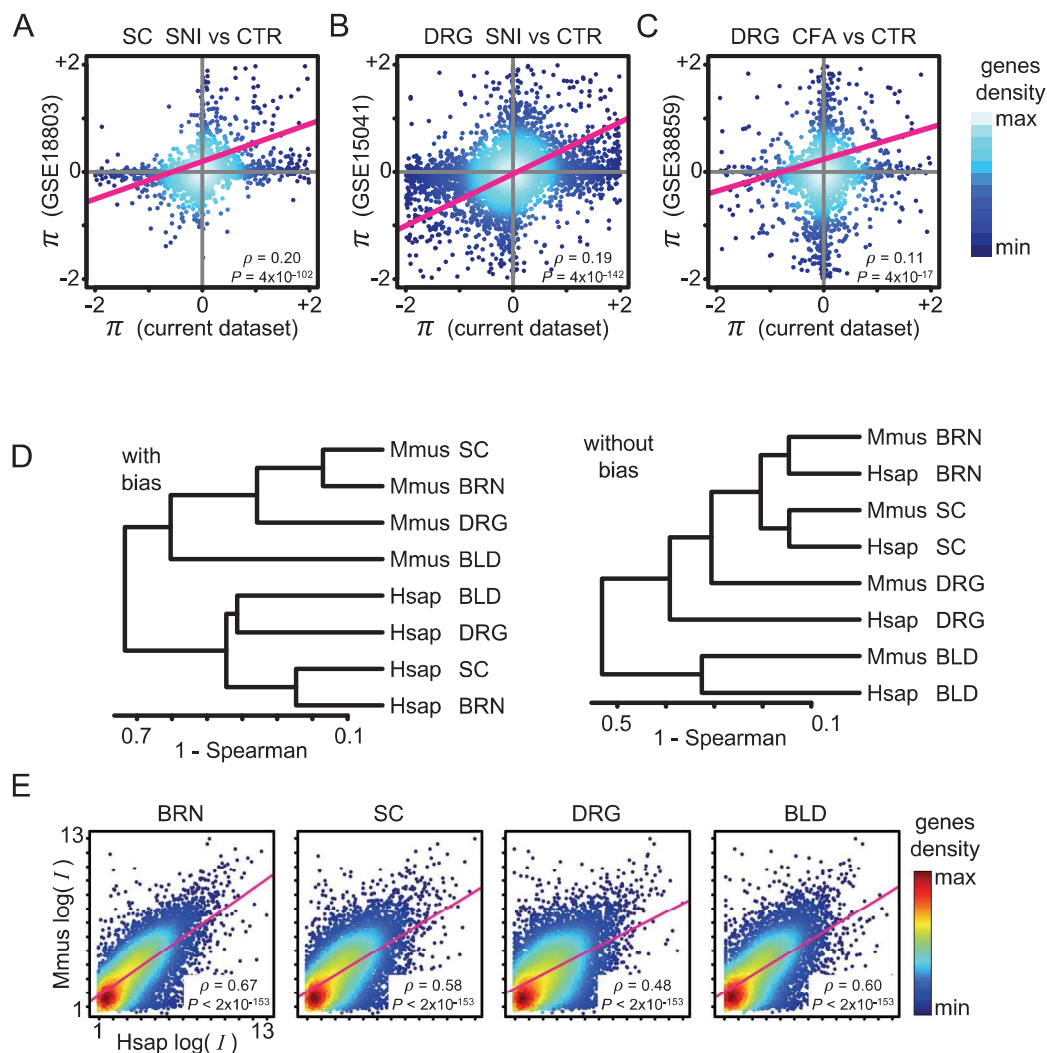 A
SC SNI vs CTR
+2
0
-2
π (GSE18803)
ρ = 0.20
P = 4x10-102
-2 0 +2
π (current dataset)
B
DRG SNI vs CTR
π (GSE15041)
ρ = 0.19
P = 4x10-142
-2 0 +2
π (current dataset)
C
DRG CFA vs CTR
+2
0
-2
π (GSE38859)
ρ = 0.11
P = 4x10-17
-2 0 +2
π (current dataset)
genes
density
max
min
D
with
bias
Mmus SC
Mmus BRN
Mmus DRG
Mmus BLD
Hsap BLD
Hsap DRG
Hsap SC
Hsap BRN
0.7 0.1
1 - Spearman
without
bias
Mmus BRN
Hsap BRN
Mmus SC
Hsap SC
Mmus DRG
Hsap DRG
Mmus BLD
Hsap BLD
0.5 0.1
1 - Spearman
E
BRN
13
1
Mmus log( I )
ρ = 0.67
P < 2x10-153
1 13
Hsap log( I )
SC
ρ = 0.58
P < 2x10-153
DRG
ρ = 0.48
P < 2x10-153
BLD
ρ = 0.60
P < 2x10-153
genes
density
max
min